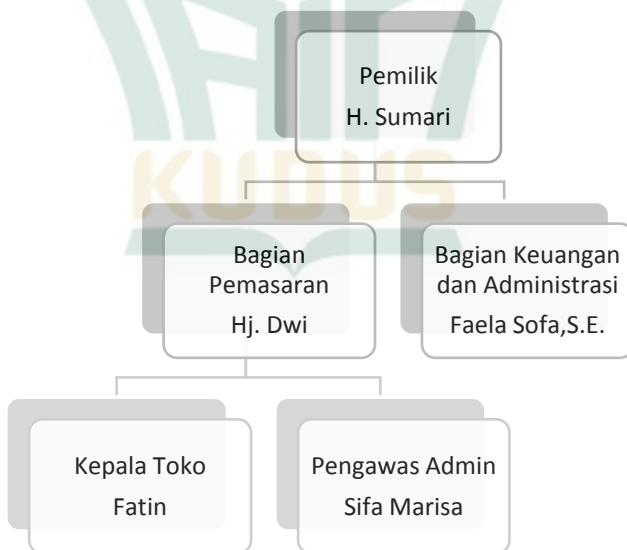 Pemilik
H. Sumari
KUDUS
Bagian
Pemasaran
Hj. Dwi
Bagian Keuangan
dan Administrasi
Faela Sofa,S.E.
Kepala Toko
Fatin
Pengawas Admin
Sifa Marisa